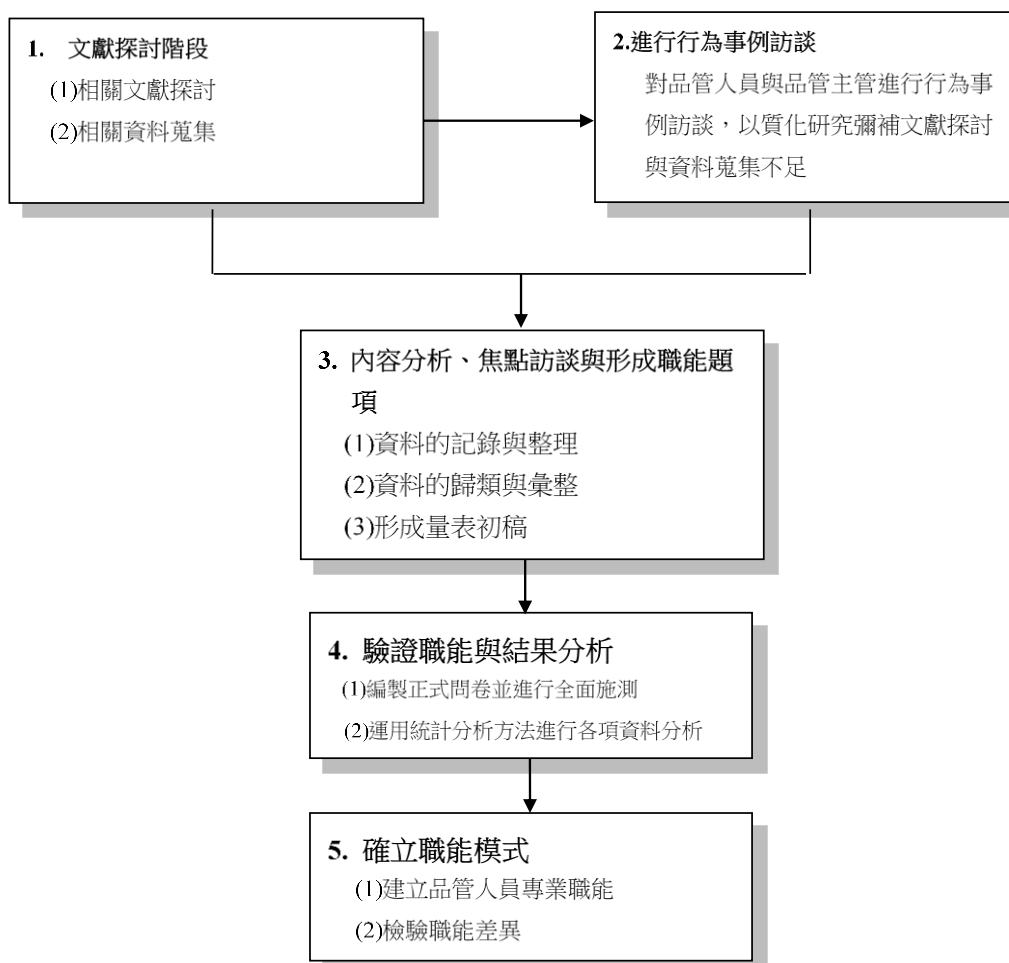 1. 文獻探討階段
(1)相關文獻探討
(2)相關資料蒐集
2.進行行為事例訪談
對品管人員與品管主管進行行為事
例訪談，以質化研究彌補文獻探討
與資料蒐集不足
3. 內容分析、焦點訪談與形成職能題
項
(1)資料的記錄與整理
(2)資料的歸類與彙整
(3)形成量表初稿
4. 驗證職能與結果分析
(1)編製正式問卷並進行全面施測
(2)運用統計分析方法進行各項資料分析
5. 確立職能模式
(1)建立品管人員專業職能
(2)檢驗職能差異